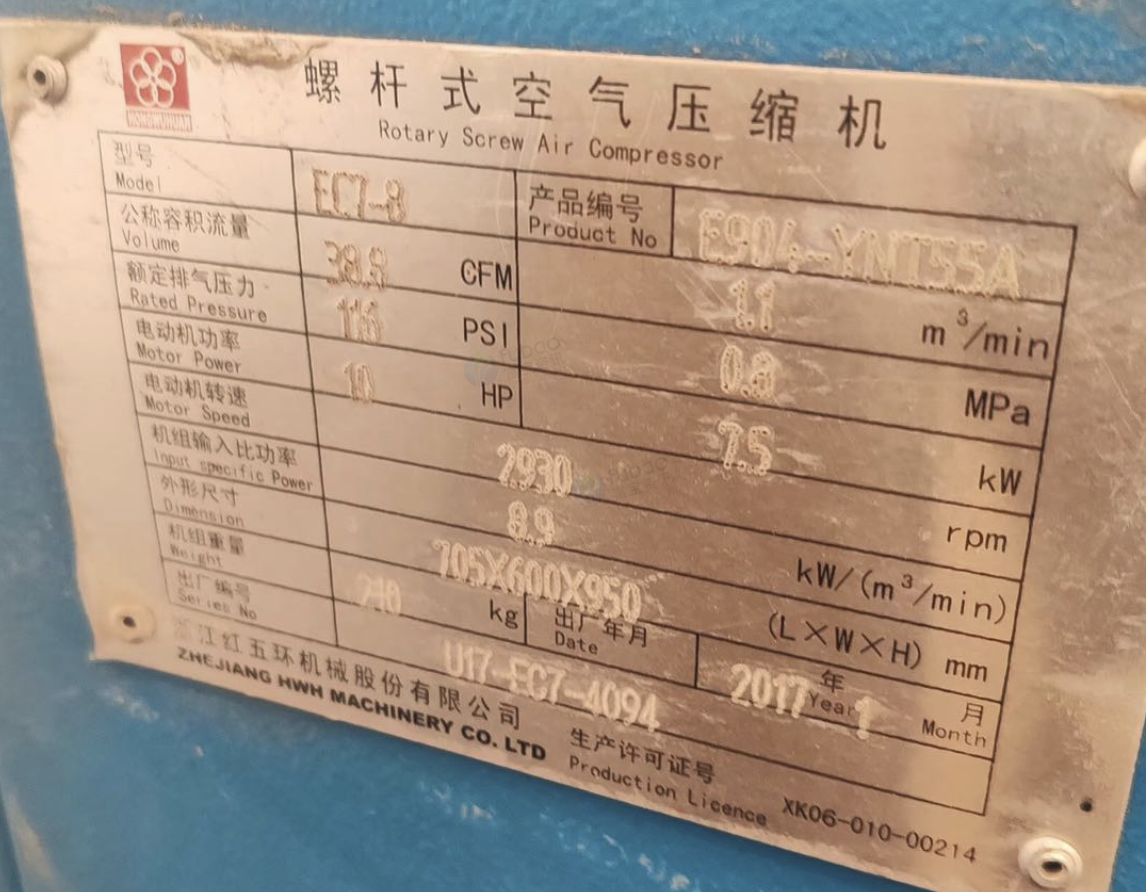 HONGWUHUAN
螺杆式空气压缩机
Rotary Screw Air Compressor
型号 EC7-8 产品编号 E904-YNT55A
Model Product No
公称容积流量 38.8 CFM 1.1 m³/min
Volume
额定排气压力 116 PSI 0.8 MPa
Rated Pressure
电动机功率 10 HP 7.5 kW
Motor Power
电动机转速 2930 rpm
Motor Speed
机组输入比功率 8.9 kW/(m³/min)
Input specific Power
外形尺寸 705X600X950 (L×W×H) mm
Dimension
机组重量 210 kg 出厂年月 2017 年 1 月
Weight Date Year Month
出厂编号 U17-EC7-4094
Series No
浙江红五环机械股份有限公司
ZHEJIANG HWH MACHINERY CO. LTD
生产许可证号
Production Licence XK06-010-00214